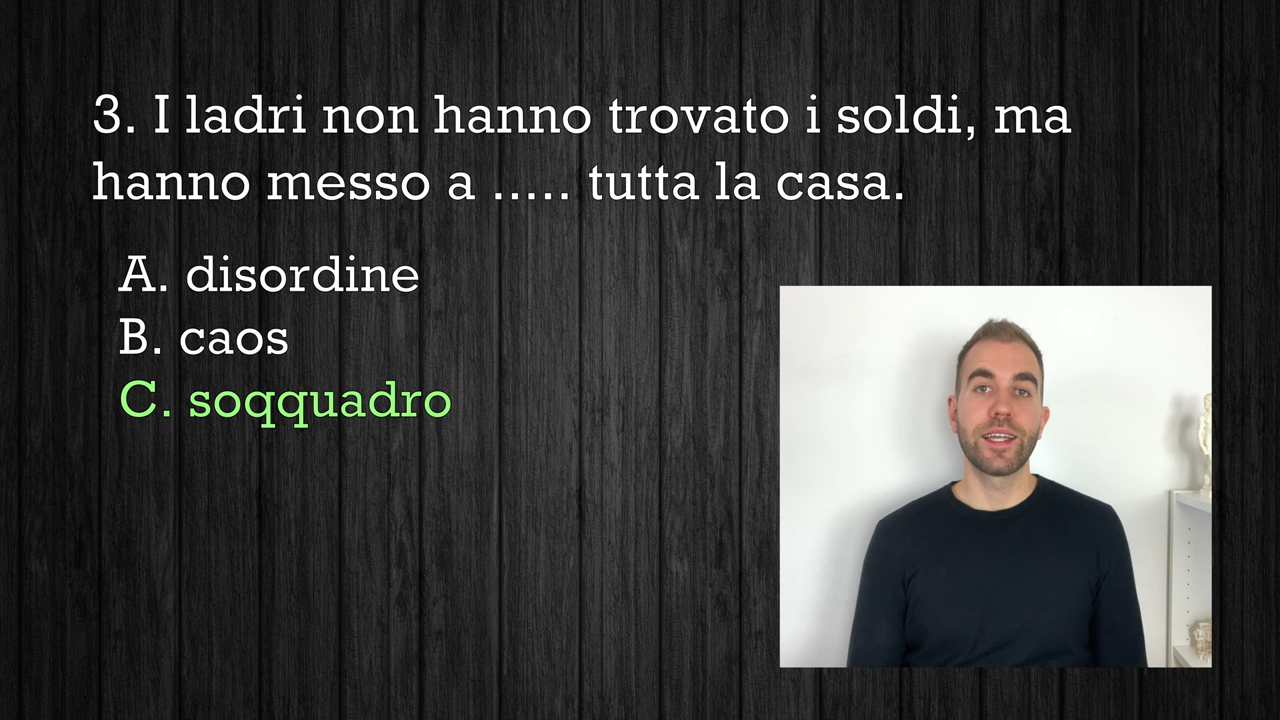 3. I ladri non hanno trovato i soldi, ma
hanno messo a ..... tutta la casa.
A. disordine
B. caos
C. soqquadro